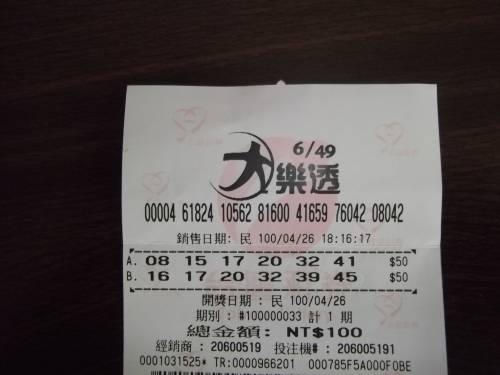 6/49
大樂透
00004 61824 10562 81600 41659 76042 08042
銷售日期: 民 100/04/26 18:16:17
A. 08 15 17 20 32 41 $50
B. 16 17 20 32 39 45 $50
開獎日期 : 民 100/04/26
期別 : #100000033 計 1 期
總金額: NT$100
經銷商 : 20600519 投注機# : 206005191
0001031525* TR:0000966201 000785F5A000F0BE